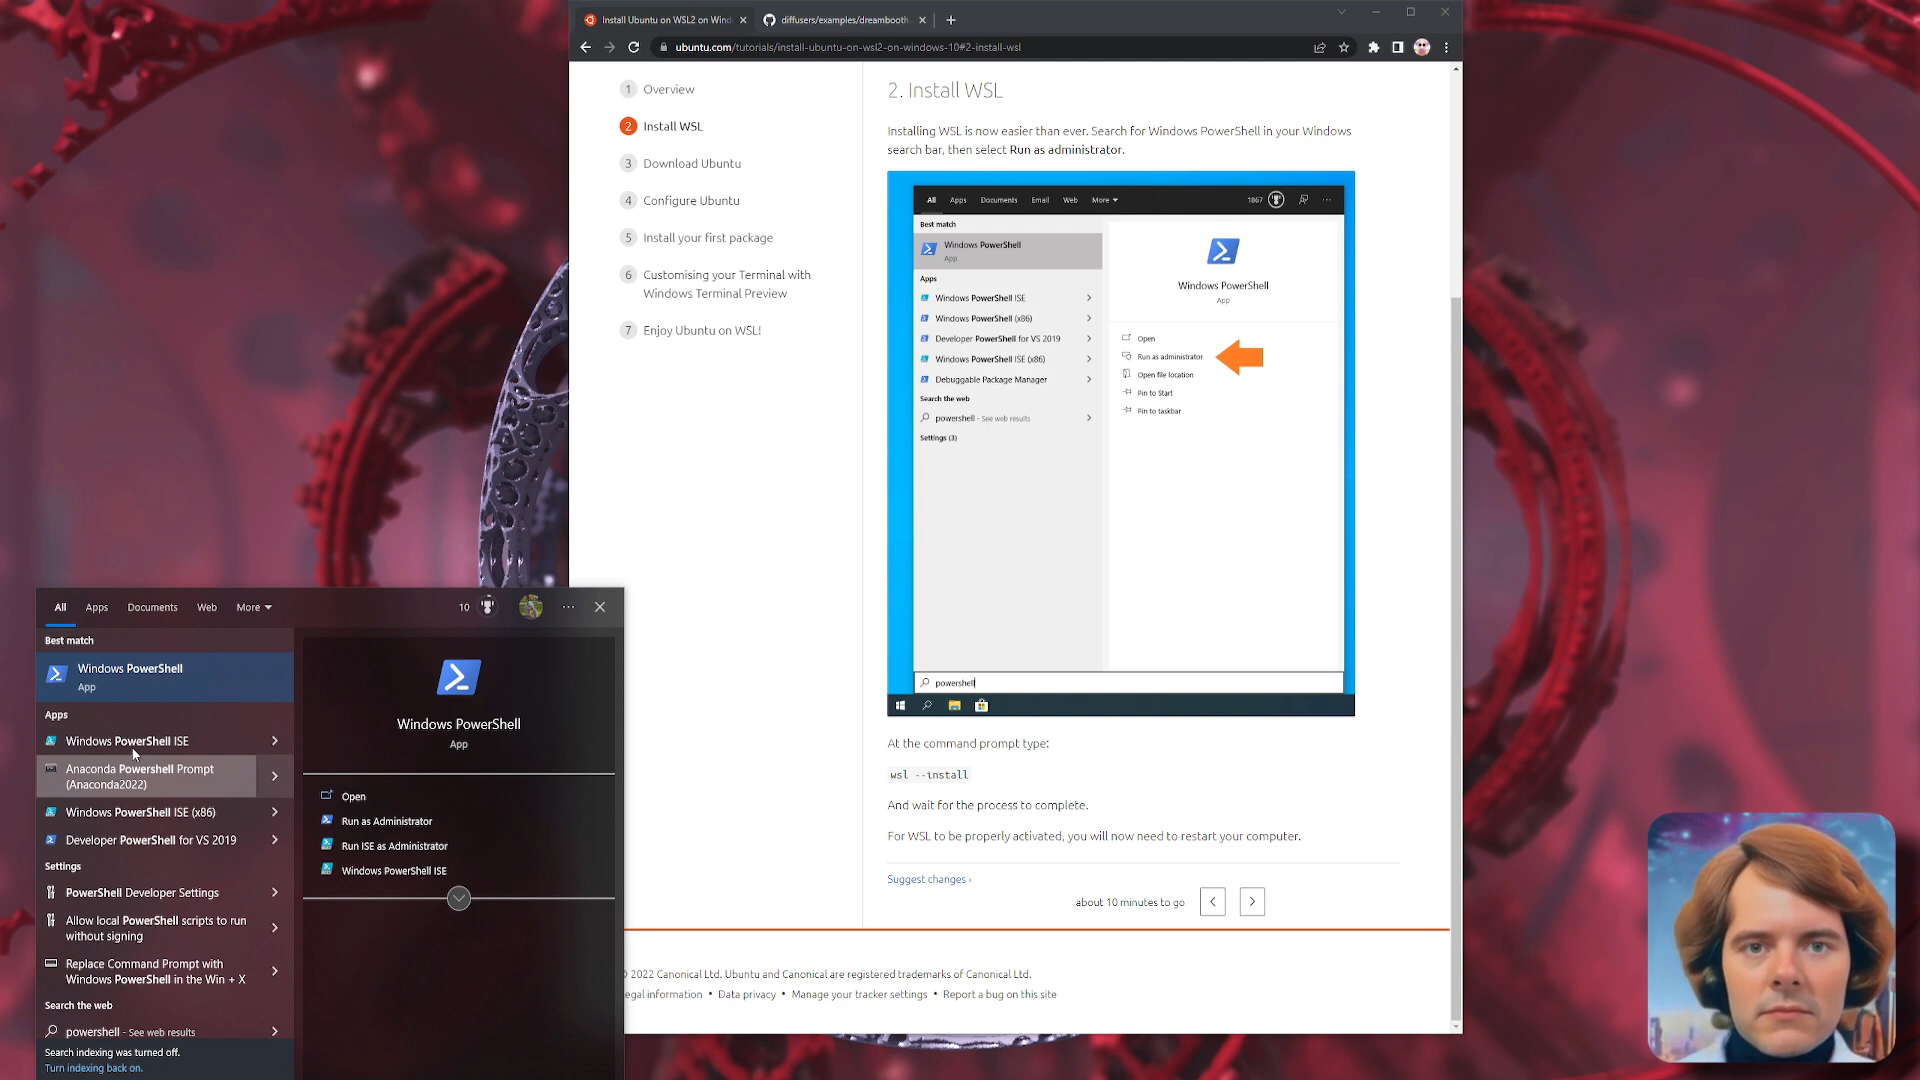 Install Ubuntu on WSL2 on Wind
diffusers/examples/dreambooth
ubuntu.com/tutorials/install-ubuntu-on-wsl2-on-windows-10#2-install-wsl
1 Overview
2 Install WSL
3 Download Ubuntu
4 Configure Ubuntu
5 Install your first package
6 Customising your Terminal with
Windows Terminal Preview
7 Enjoy Ubuntu on WSL!
2. Install WSL
Installing WSL is now easier than ever. Search for Windows PowerShell in your Windows
search bar, then select Run as administrator.
All Apps Documents Email Web More 1867
Best match
Windows PowerShell
App
Apps
Windows PowerShell ISE
Windows PowerShell (x86)
Developer PowerShell for VS 2019
Windows PowerShell ISE (x86)
Debuggable Package Manager
Search the web
powershell - See web results
Settings (3)
Windows PowerShell
App
Open
Run as administrator
Open file location
Pin to Start
Pin to taskbar
powershell
At the command prompt type:
wsl --install
And wait for the process to complete.
For WSL to be properly activated, you will now need to restart your computer.
Suggest changes ›
about 10 minutes to go
2022 Canonical Ltd. Ubuntu and Canonical are registered trademarks of Canonical Ltd.
egal information • Data privacy • Manage your tracker settings • Report a bug on this site
All Apps Documents Web More 10
Best match
Windows PowerShell
App
Apps
Windows PowerShell ISE
Anaconda Powershell Prompt
(Anaconda2022)
Windows PowerShell ISE (x86)
Developer PowerShell for VS 2019
Settings
PowerShell Developer Settings
Allow local PowerShell scripts to run
without signing
Replace Command Prompt with
Windows PowerShell in the Win + X
Search the web
powershell - See web results
Search indexing was turned off.
Turn indexing back on.
Windows PowerShell
App
Open
Run as Administrator
Run ISE as Administrator
Windows PowerShell ISE